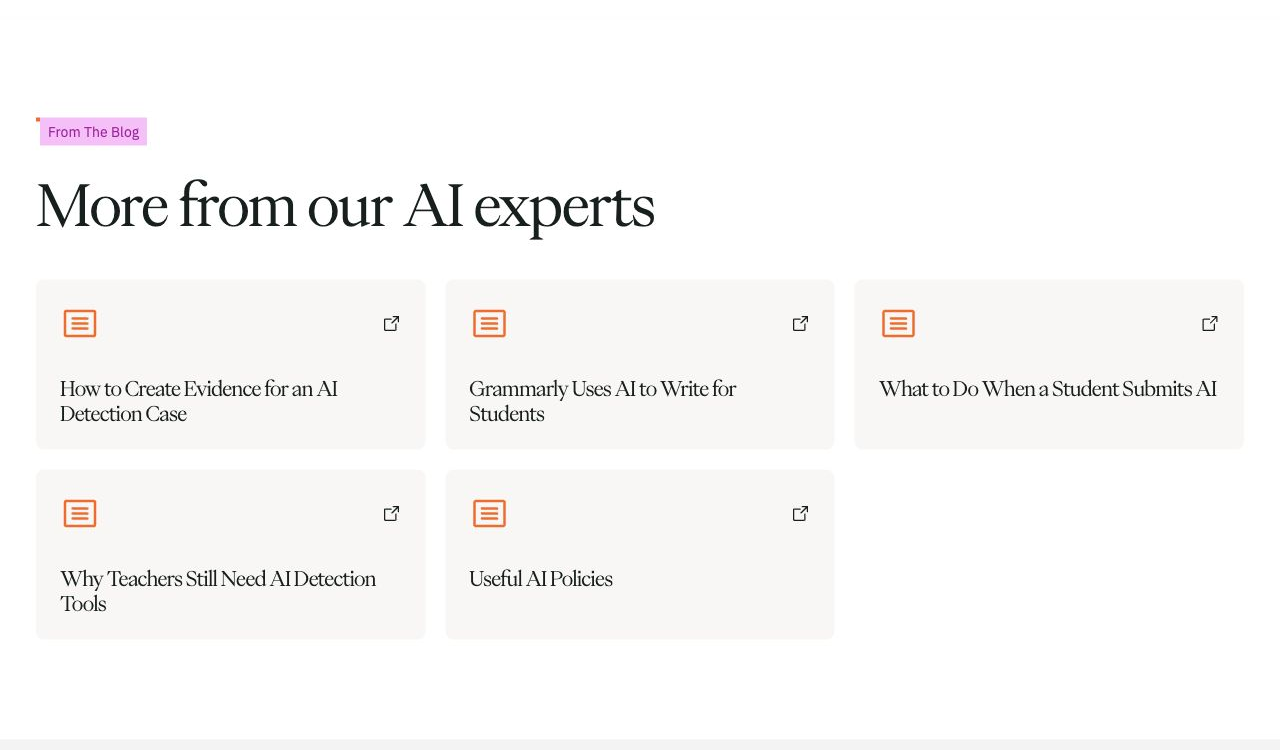 From The Blog
More from our AI experts
How to Create Evidence for an AI
Detection Case
Grammarly Uses AI to Write for
Students
What to Do When a Student Submits AI
Why Teachers Still Need AI Detection
Tools
Useful AI Policies